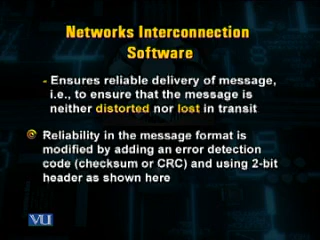 Networks Interconnection
Software
- Ensures reliable delivery of message,
i.e., to ensure that the message is
neither distorted nor lost in transit
Reliability in the message format is
modified by adding an error detection
code (checksum or CRC) and using 2-bit
header as shown here
VU